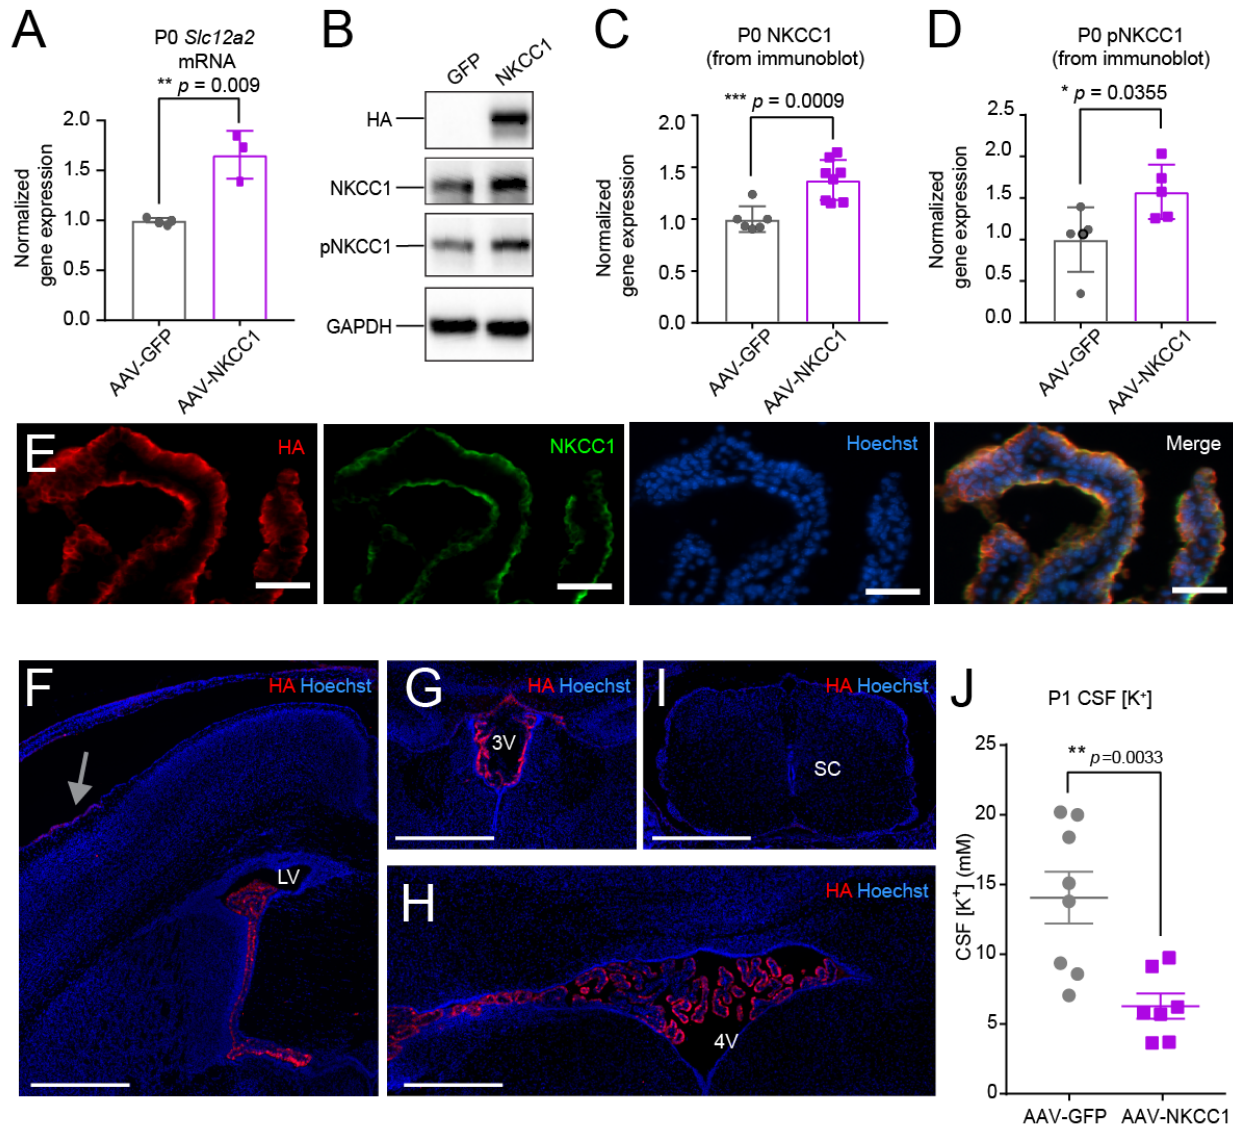 A
P0 Slc12a2
mRNA
** p = 0.009
Normalized
gene expression
2.0
1.5
1.0
0.5
0.0
AAV-GFP
AAV-NKCC1
B
GFP
NKCC1
HA
NKCC1
pNKCC1
GAPDH
C
P0 NKCC1
(from immunoblot)
*** p = 0.0009
Normalized
gene expression
2.0
1.5
1.0
0.5
0.0
AAV-GFP
AAV-NKCC1
D
P0 pNKCC1
(from immunoblot)
* p = 0.0355
Normalized
gene expression
2.5
2.0
1.5
1.0
0.5
0.0
AAV-GFP
AAV-NKCC1
E
HA
NKCC1
Hoechst
Merge
F
HA Hoechst
LV
G
HA Hoechst
3V
I
HA Hoechst
SC
H
HA Hoechst
4V
J
P1 CSF [K⁺]
** p=0.0033
CSF [K⁺] (mM)
25
20
15
10
5
0
AAV-GFP
AAV-NKCC1